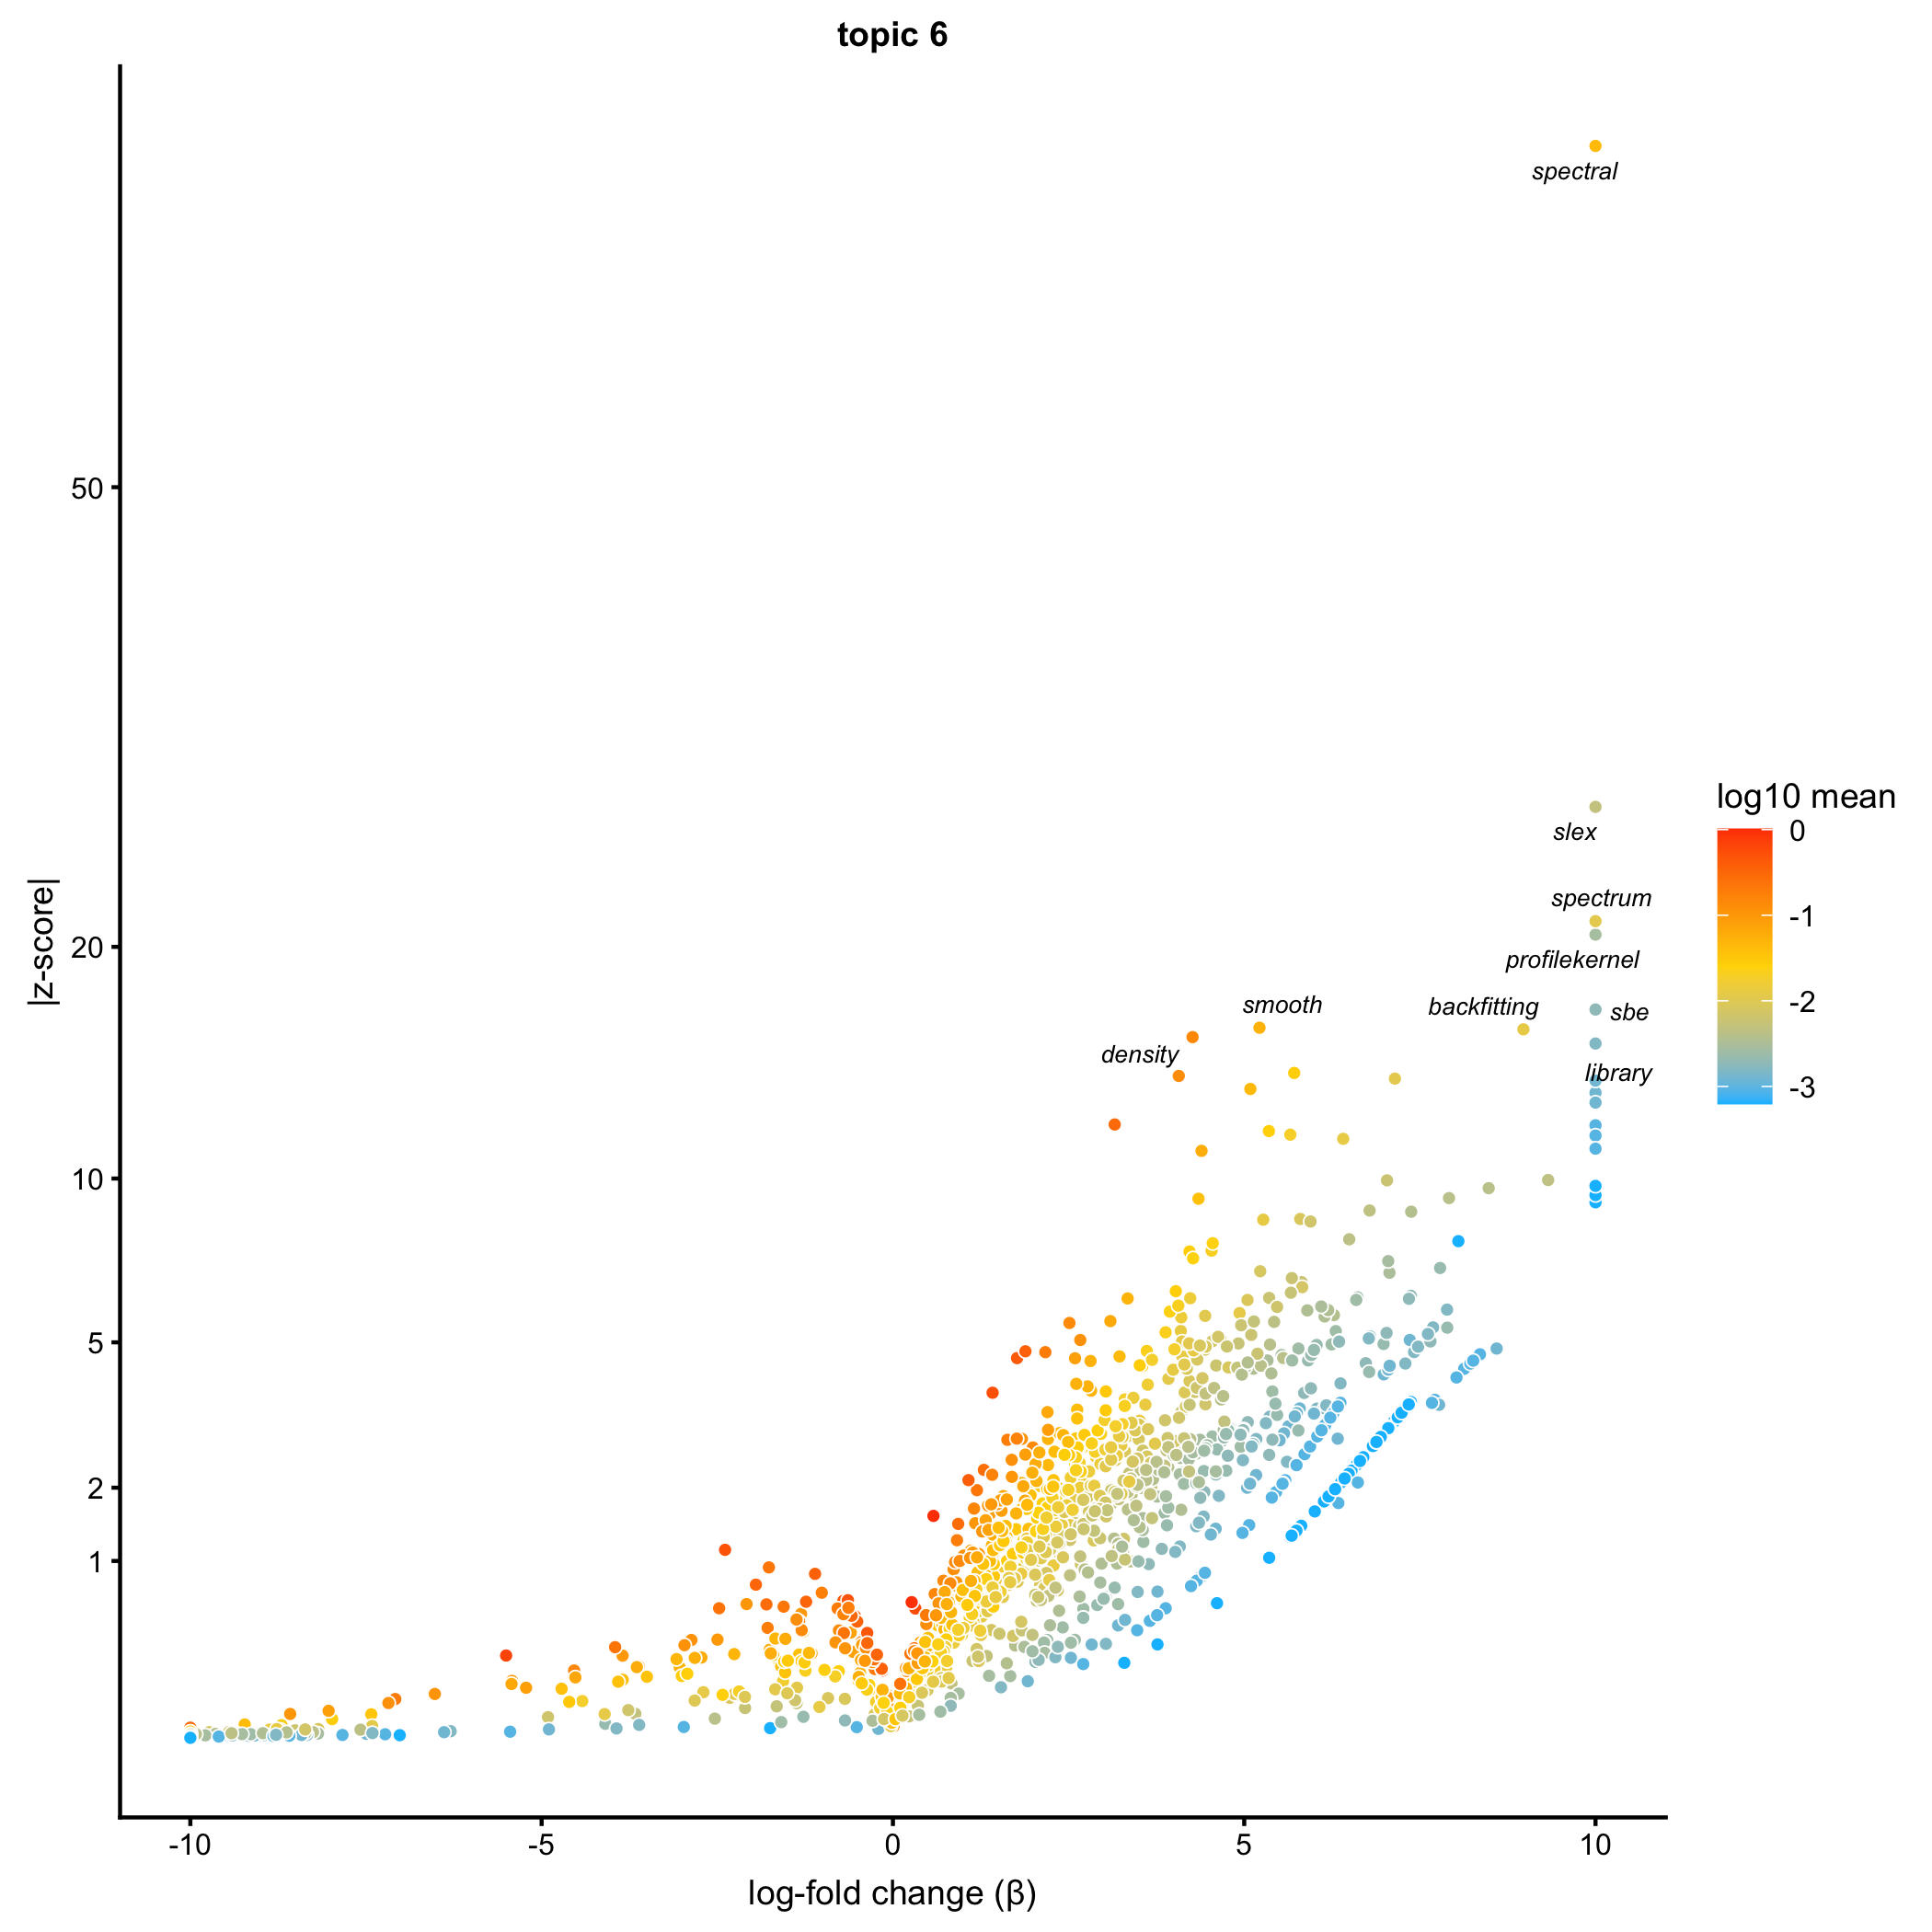 topic 6
spectral
50
log10 mean
0
slex
spectrum
-1
20
profilekernel
|z-score|
smooth
backfitting
sbe
-2
density
library
-3
10
5
2
1
-10
-5
0
5
10
log-fold change (β)